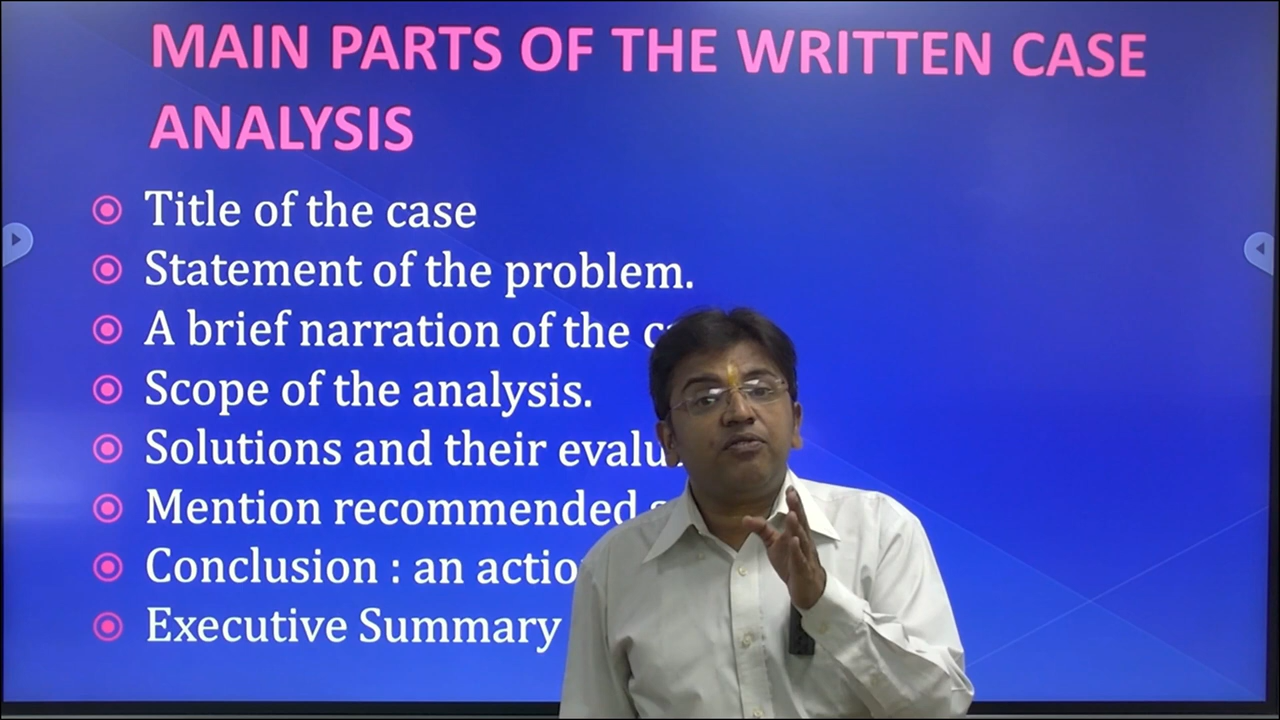 MAIN PARTS OF THE WRITTEN CASE
ANALYSIS
Title of the case
Statement of the problem.
A brief narration of the
Scope of the analysis.
Solutions and their
Mention recommended
Conclusion : an
Executive Summary